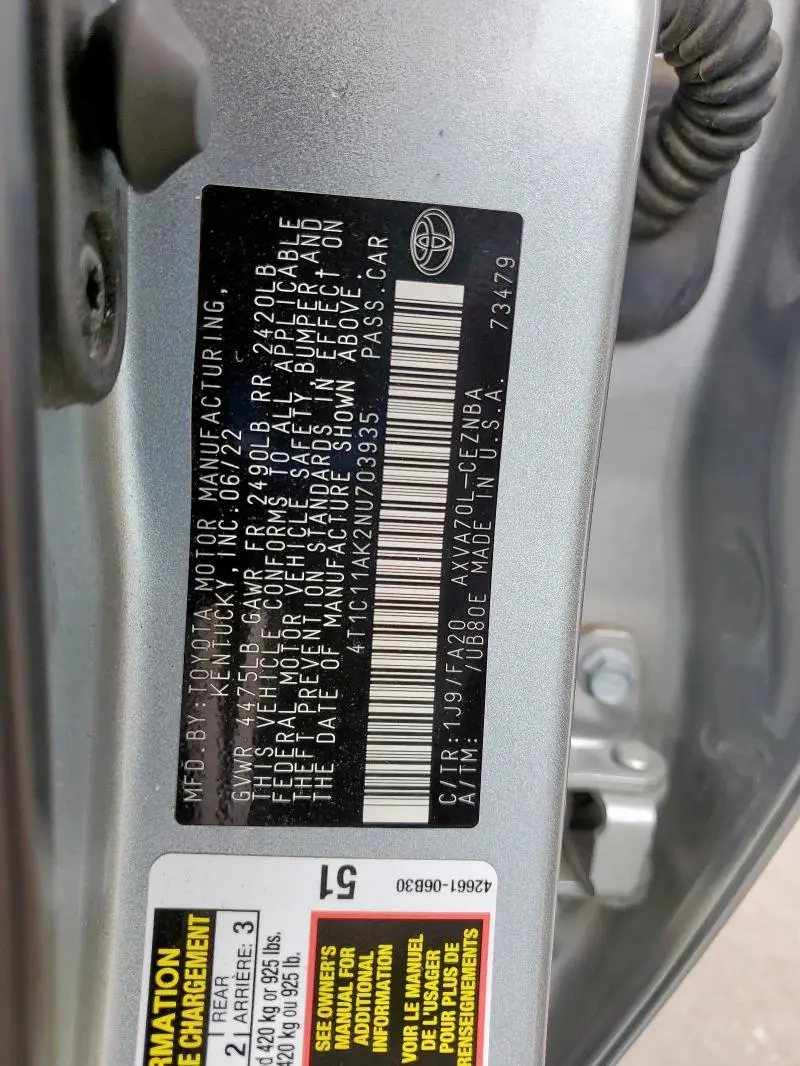 MFD.BY:TOYOTA MOTOR MANUFACTURING,
KENTUCKY, INC.06/22
GVWR 4475LB GAWR FR 2490LB RR 2420LB
THIS VEHICLE CONFORMS TO ALL APPLICABLE
FEDERAL MOTOR VEHICLE SAFETY, BUMPER, AND
THEFT PREVENTION STANDARDS IN EFFECT ON
THE DATE OF MANUFACTURE SHOWN ABOVE.
4T1C11AK2NU703935 PASS.CAR
C/TR:1J9/FA20 AXVA70L-CEZNBA
A/TM: /UB80E MADE IN U.S.A. 73479
51
42661-06B30
RMATION
E CHARGEMENT
2 REAR
ARRIÈRE: 3
d 420 kg or 925 lbs.
420 kg ou 925 lb.
SEE OWNER'S
MANUAL FOR
ADDITIONAL
INFORMATION
VOIR LE MANUEL
DE L'USAGER
POUR PLUS DE
RENSEIGNEMENTS